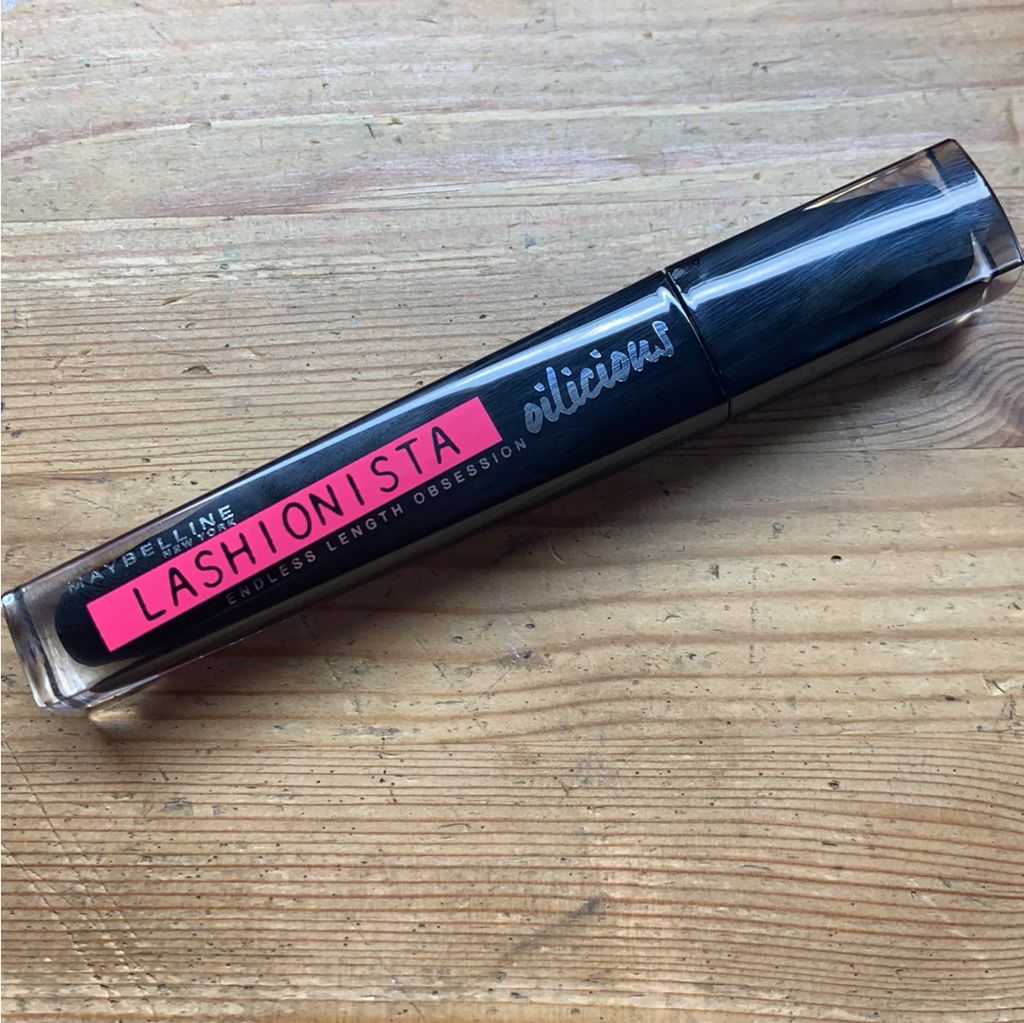 MAYBELLINE
NEW YORK
LASHIONISTA
ENDLESS LENGTH OBSESSION
oilicious